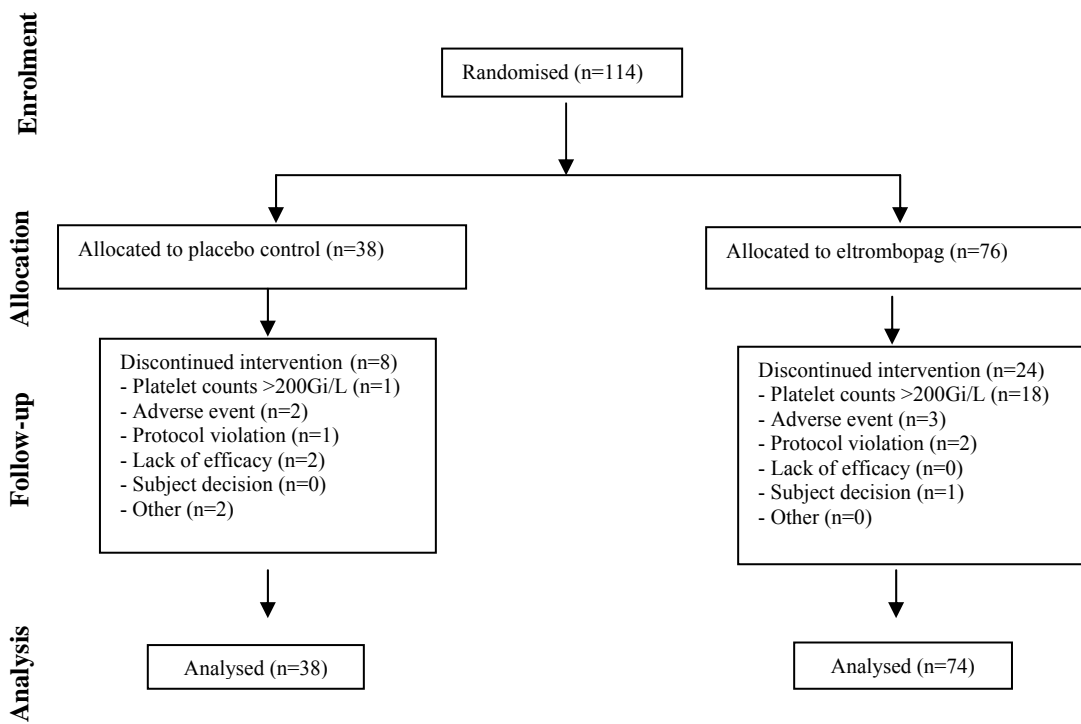 Enrolment
Randomised (n=114)
Allocation
Allocated to placebo control (n=38)
Allocated to eltrombopag (n=76)
Follow-up
Discontinued intervention (n=8)
- Platelet counts >200Gi/L (n=1)
- Adverse event (n=2)
- Protocol violation (n=1)
- Lack of efficacy (n=2)
- Subject decision (n=0)
- Other (n=2)
Discontinued intervention (n=24)
- Platelet counts >200Gi/L (n=18)
- Adverse event (n=3)
- Protocol violation (n=2)
- Lack of efficacy (n=0)
- Subject decision (n=1)
- Other (n=0)
Analysis
Analysed (n=38)
Analysed (n=74)